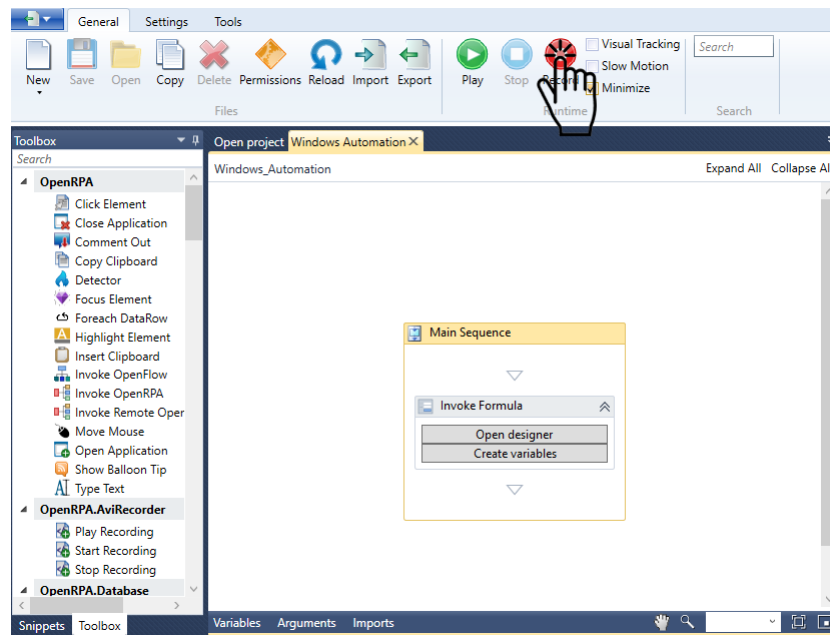 General Settings Tools
New Save Open Copy Delete Permissions Reload Import Export Play Stop Record
Visual Tracking
Slow Motion
Minimize
Search
Files Runtime Search
Toolbox
Search
Open project Windows Automation
Windows_Automation Expand All Collapse Al
OpenRPA
Click Element
Close Application
Comment Out
Copy Clipboard
Detector
Focus Element
Foreach DataRow
Highlight Element
Insert Clipboard
Invoke OpenFlow
Invoke OpenRPA
Invoke Remote Oper
Move Mouse
Open Application
Show Balloon Tip
Type Text
OpenRPA.AviRecorder
Play Recording
Start Recording
Stop Recording
OpenRPA.Database
Main Sequence
Invoke Formula
Open designer
Create variables
Snippets Toolbox
Variables Arguments Imports